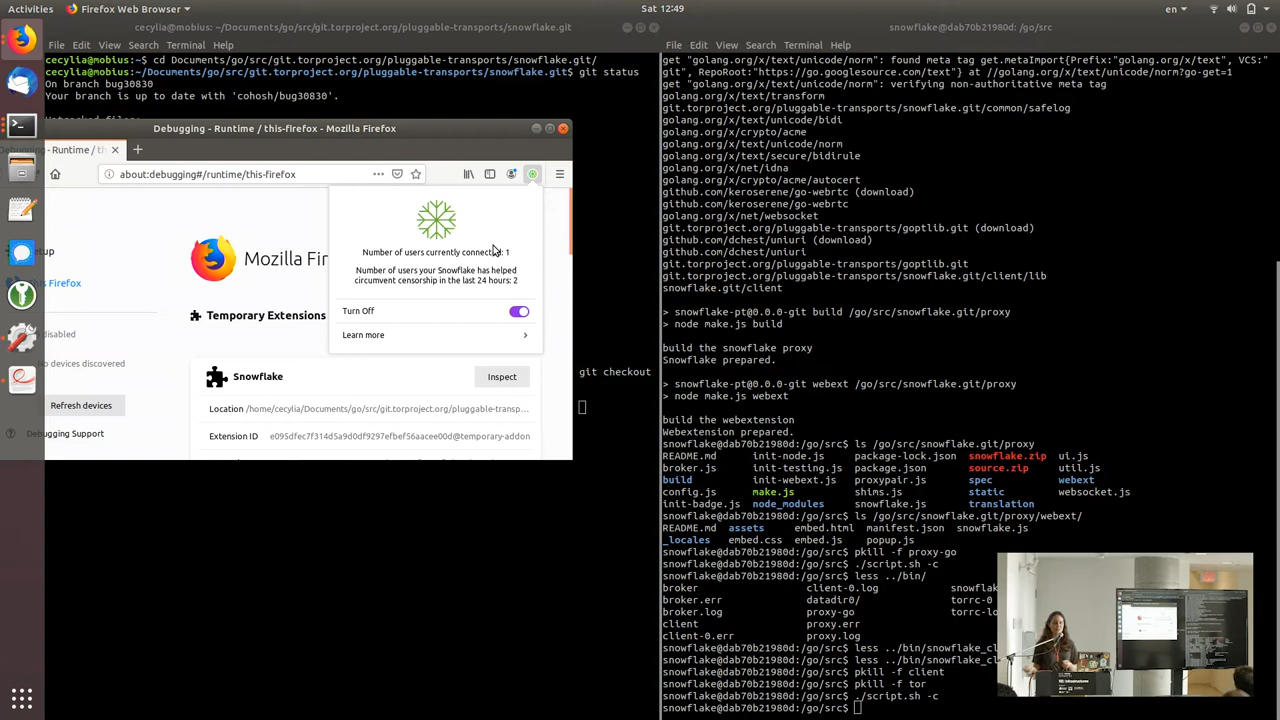 Activities
Firefox Web Browser
Sat 12:49
en
cecylia@mobius: ~/Documents/go/src/git.torproject.org/pluggable-transports/snowflake.git
File Edit View Search Terminal Help
cecylia@mobius:~$ cd Documents/go/src/git.torproject.org/pluggable-transports/snowflake.git/
cecylia@mobius:~/Documents/go/src/git.torproject.org/pluggable-transports/snowflake.git$ git status
On branch bug30830
Your branch is up to date with 'cohosh/bug30830'.
git checkout
Debugging - Runtime / this-firefox - Mozilla Firefox
Debugging - Runtime / th
about:debugging#/runtime/this-firefox
etup
his Firefox
disabled
No devices discovered
Refresh devices
Debugging Support
Mozilla Fir
Temporary Extensions
Snowflake
Inspect
Location /home/cecylia/Documents/go/src/git.torproject.org/pluggable-transp...
Extension ID e095dfec7f314d5a9d0df9297efbef56aacee00d@temporary-addon
Number of users currently connected: 1
Number of users your Snowflake has helped
circumvent censorship in the last 24 hours: 2
Turn Off
Learn more
snowflake@dab70b21980d: /go/src
File Edit View Search Terminal Help
get "golang.org/x/text/unicode/norm": found meta tag get.metaImport{Prefix:"golang.org/x/text", VCS:"
git", RepoRoot:"https://go.googlesource.com/text"} at //golang.org/x/text/unicode/norm?go-get=1
get "golang.org/x/text/unicode/norm": verifying non-authoritative meta tag
golang.org/x/text/transform
git.torproject.org/pluggable-transports/snowflake.git/common/safelog
golang.org/x/text/unicode/bidi
golang.org/x/crypto/acme
golang.org/x/text/unicode/norm
golang.org/x/text/secure/bidirule
golang.org/x/net/idna
golang.org/x/crypto/acme/autocert
github.com/keroserene/go-webrtc (download)
github.com/keroserene/go-webrtc
golang.org/x/net/websocket
git.torproject.org/pluggable-transports/goptlib.git (download)
github.com/dchest/uniuri (download)
github.com/dchest/uniuri
git.torproject.org/pluggable-transports/goptlib.git
git.torproject.org/pluggable-transports/snowflake.git/client/lib
snowflake.git/client
> snowflake-pt@0.0.0-git build /go/src/snowflake.git/proxy
> node make.js build
build the snowflake proxy
Snowflake prepared.
> snowflake-pt@0.0.0-git webext /go/src/snowflake.git/proxy
> node make.js webext
build the webextension
Webextension prepared.
snowflake@dab70b21980d:/go/src$ ls /go/src/snowflake.git/proxy
README.md init-node.js package-lock.json snowflake.zip ui.js
broker.js init-testing.js package.json source.zip util.js
build init-webext.js proxypair.js spec webext
config.js make.js shims.js static websocket.js
init-badge.js node_modules snowflake.js translation
snowflake@dab70b21980d:/go/src$ ls /go/src/snowflake.git/proxy/webext/
README.md assets embed.html manifest.json snowflake.js
_locales embed.css embed.js popup.js
snowflake@dab70b21980d:/go/src$ pkill -f proxy-go
snowflake@dab70b21980d:/go/src$ ./script.sh -c
snowflake@dab70b21980d:/go/src$ less ../bin/
broker client-0.log snowflak
broker.err datadir0/ torrc-0
broker.log proxy-go torrc-lo
client proxy.err
client-0.err proxy.log
snowflake@dab70b21980d:/go/src$ less ../bin/snowflake_cl
snowflake@dab70b21980d:/go/src$ less ../bin/snowflake_cl
snowflake@dab70b21980d:/go/src$ pkill -f client
snowflake@dab70b21980d:/go/src$ pkill -f tor
snowflake@dab70b21980d:/go/src$ ./script.sh -c
snowflake@dab70b21980d:/go/src$